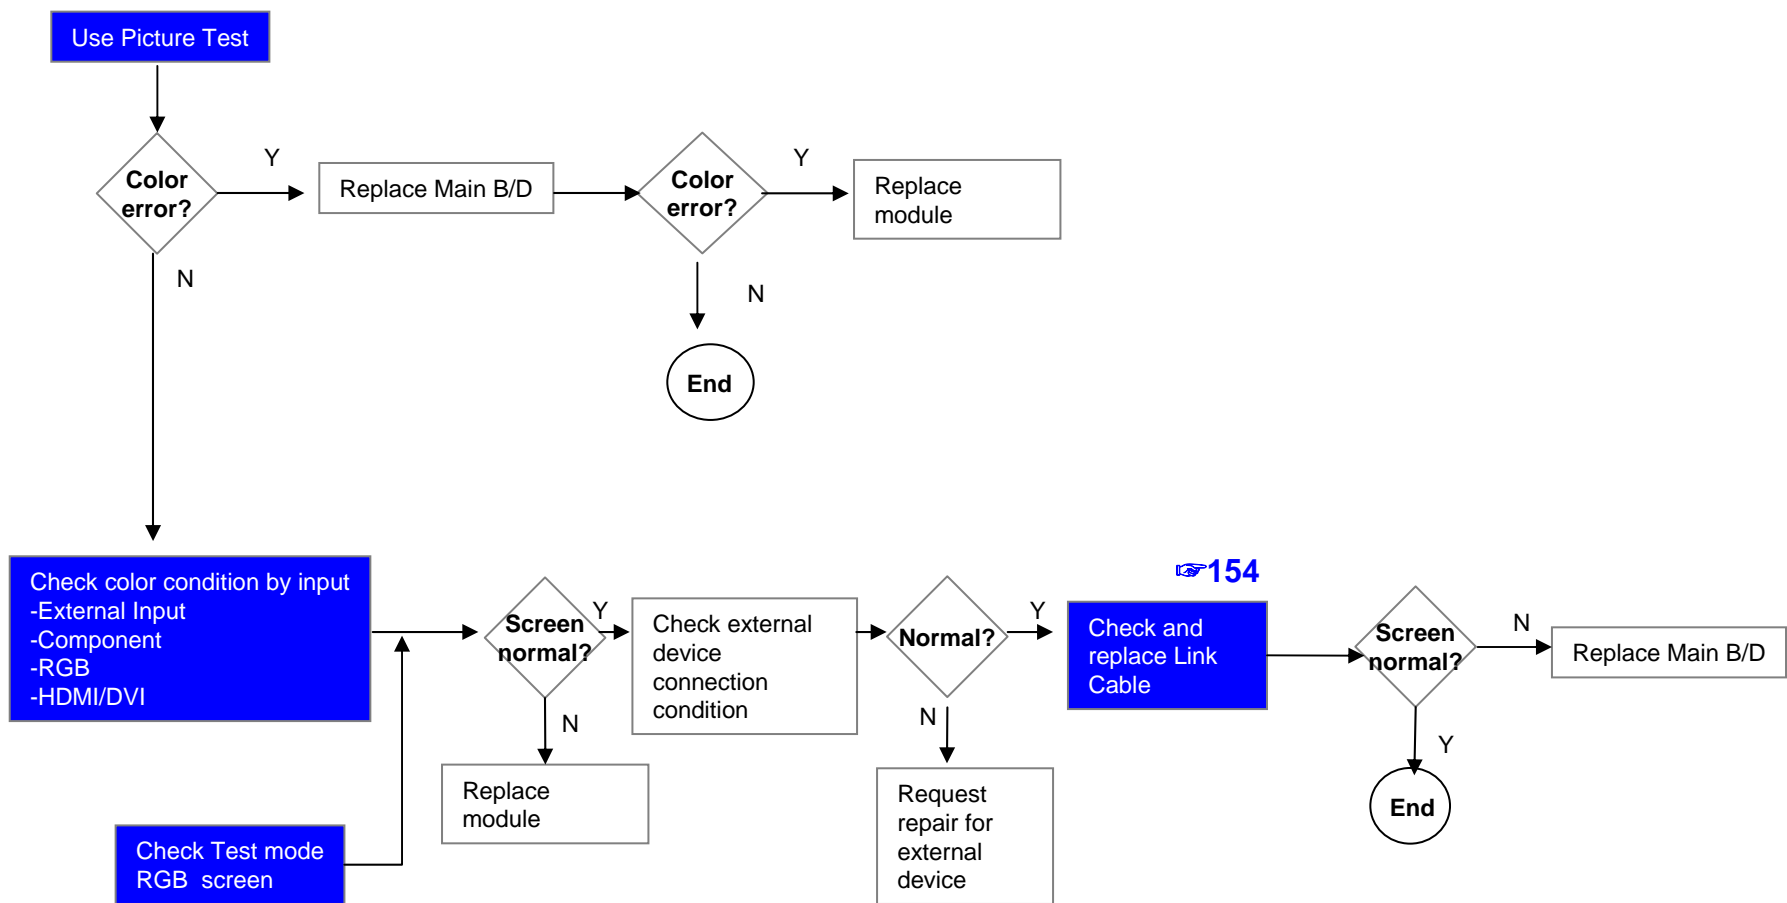 Use Picture Test
Color
error?
Y
Replace Main B/D
Color
error?
Y
Replace
module
N
N
End
Check color condition by input
-External Input
-Component
-RGB
-HDMI/DVI
Screen
normal?
Y
Check external
device
connection
condition
Normal?
Y
☞154
Check and
replace Link
Cable
Screen
normal?
N
Replace Main B/D
N
Replace
module
N
Request
repair for
external
device
Y
End
Check Test mode
RGB screen